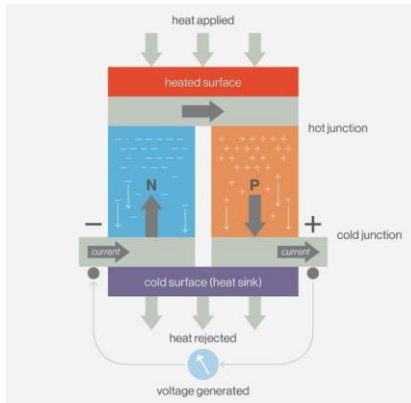 heat applied
heated surface
hot junction
N
P
−
+
cold junction
current
current
cold surface (heat sink)
heat rejected
voltage generated